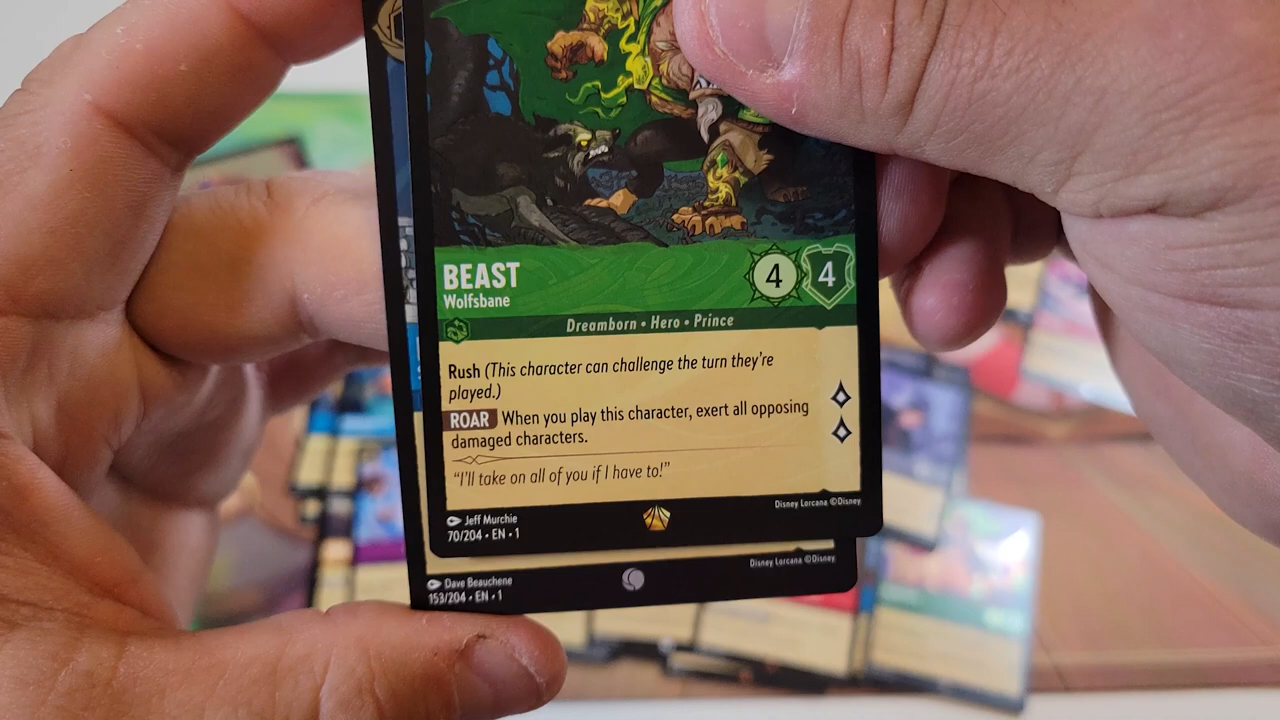 BEAST
Wolfsbane
4 4
Dreamborn • Hero • Prince
Rush (This character can challenge the turn they're
played.)
ROAR When you play this character, exert all opposing
damaged characters.
"I'll take on all of you if I have to!"
Disney Lorcana ©Disney
Jeff Murchie
70/204 • EN • 1
Disney Lorcana ©Disney
Dave Beauchene
153/204 • EN • 1